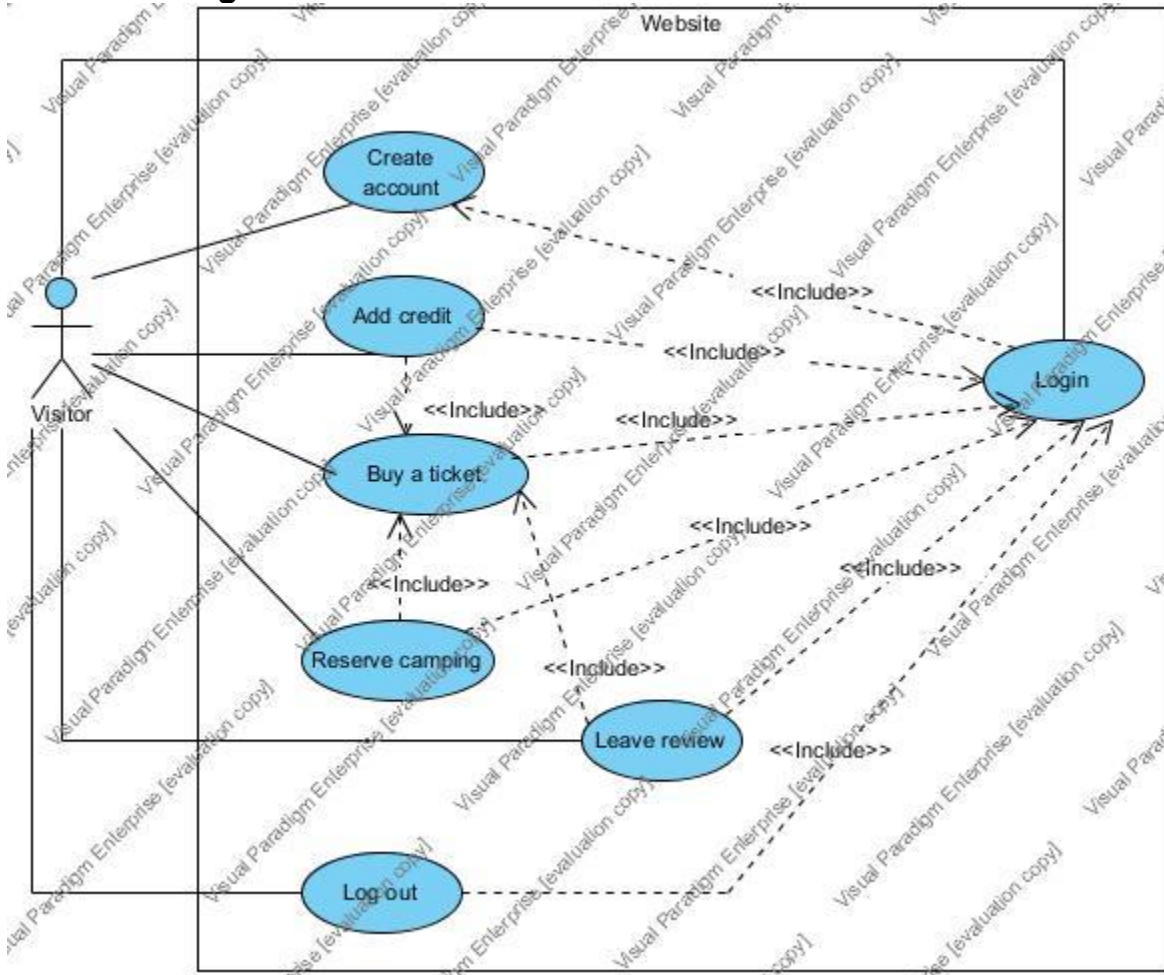 Website
Create
account
<<Include>>
Add credit
<<Include>>
Login
Visitor
<<Include>>
<<Include>>
Buy a ticket
<<Include>>
<<Include>>
<<Include>>
Reserve camping
<<Include>>
Leave review
<<Include>>
Log out
Visual Paradigm Enterprise [evaluation copy]